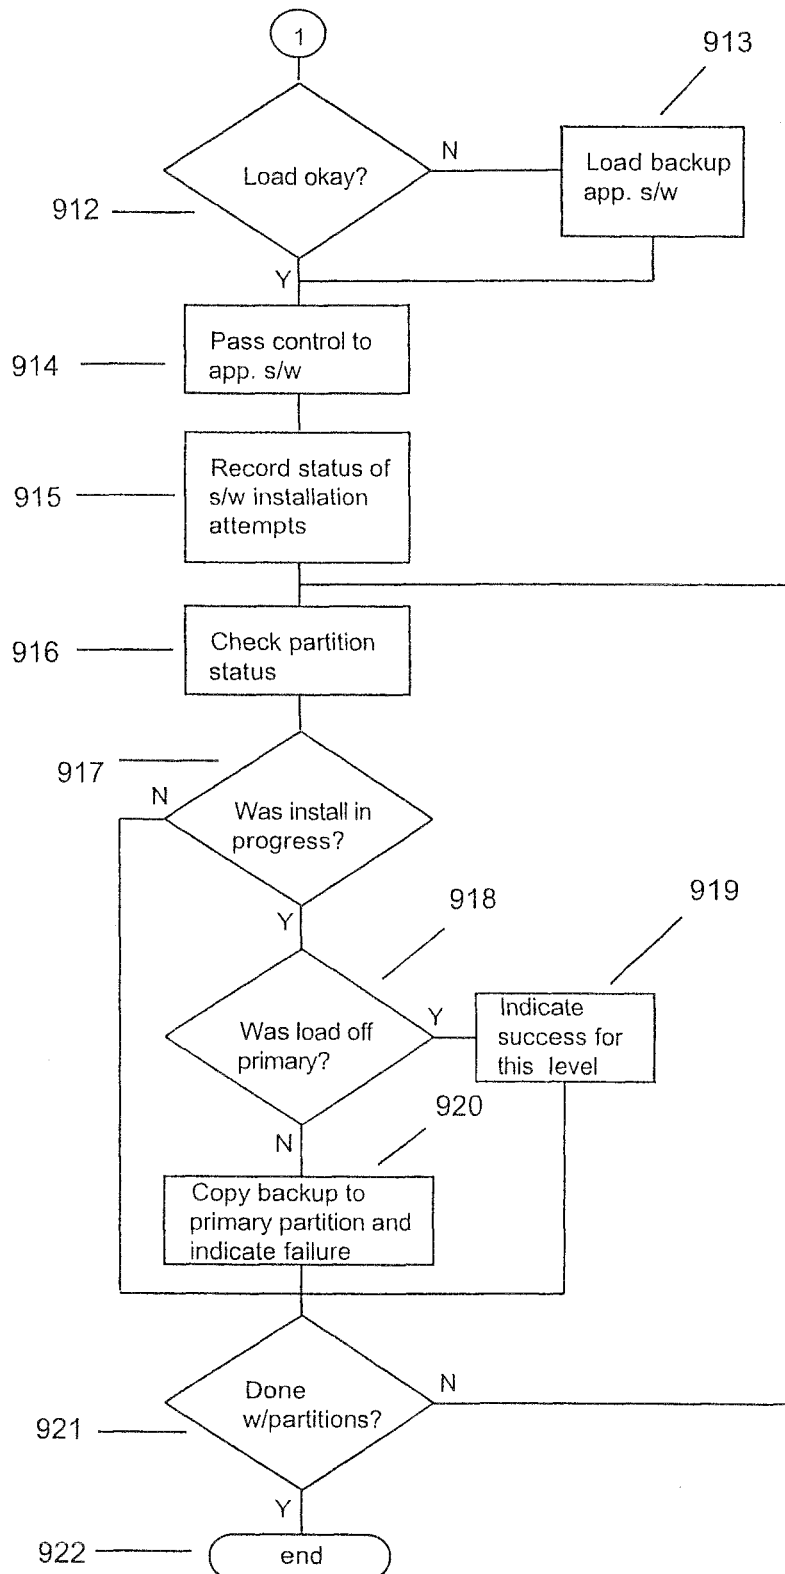 1
913
Load okay?
N
Load backup
app. s/w
912
Y
Pass control to
app. s/w
914
Record status of
s/w installation
attempts
915
Check partition
status
916
917
N
Was install in
progress?
Y
918
919
Was load off
primary?
Y
Indicate
success for
this level
920
N
Copy backup to
primary partition and
indicate failure
Done
w/partitions?
N
921
Y
922
end